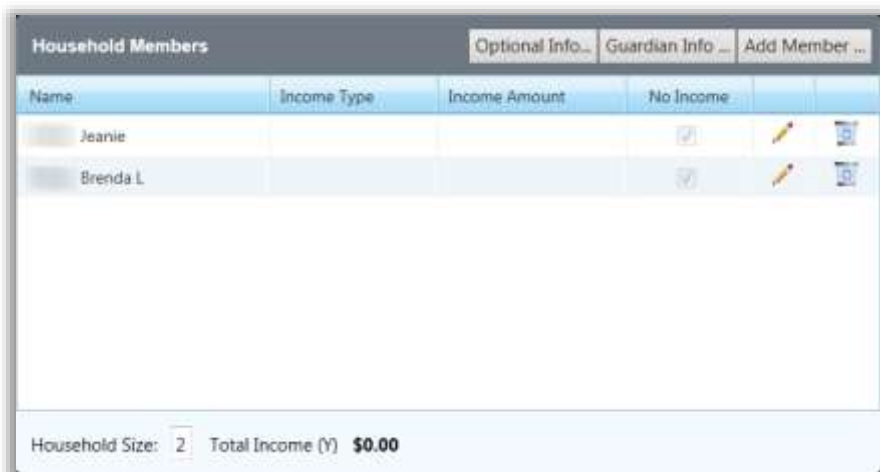 Household Members Optional Info... Guardian Info ... Add Member ...
Name Income Type Income Amount No Income
Jeanie
Brenda L
Household Size: 2 Total Income (Y) $0.00